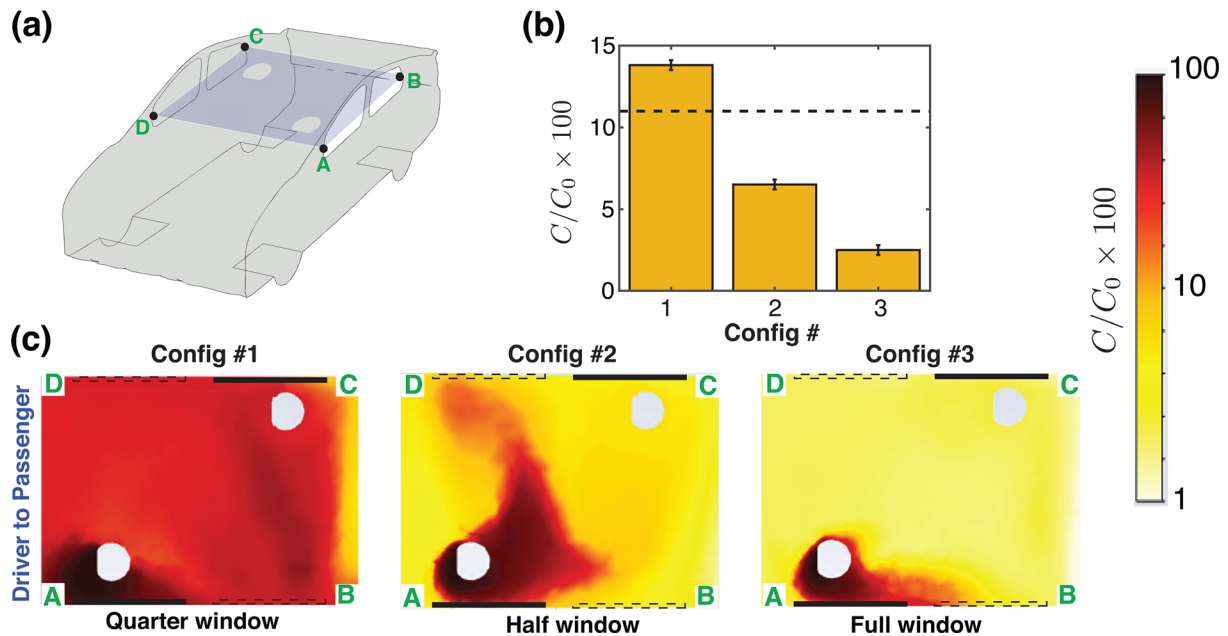 (a)
C
B
D
A
(b)
15
10
5
0
C/C₀ × 100
1 2 3
Config #
100
10
1
C/C₀ × 100
(c)
Config #1 Config #2 Config #3
Driver to Passenger
D C D C D C
A B A B A B
Quarter window Half window Full window